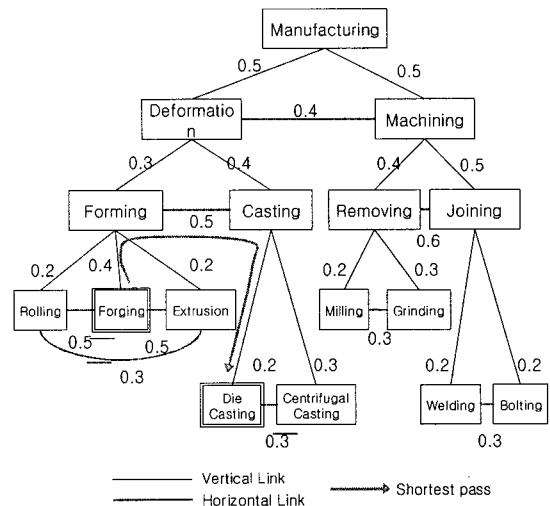 Manufacturing
0.5 0.5
Deformatio
n
0.4
Machining
0.3 0.4 0.4 0.5
Forming
0.5
Casting
Removing
0.6
Joining
0.2 0.4 0.2 0.2 0.3
Rolling
Forging
Extrusion
Milling
Grinding
0.5 0.5
0.3
0.3
0.2 0.3 0.2 0.2
Die
Casting
Centrifugal
Casting
Welding
Bolting
0.3 0.3
Vertical Link
Horizontal Link
Shortest pass